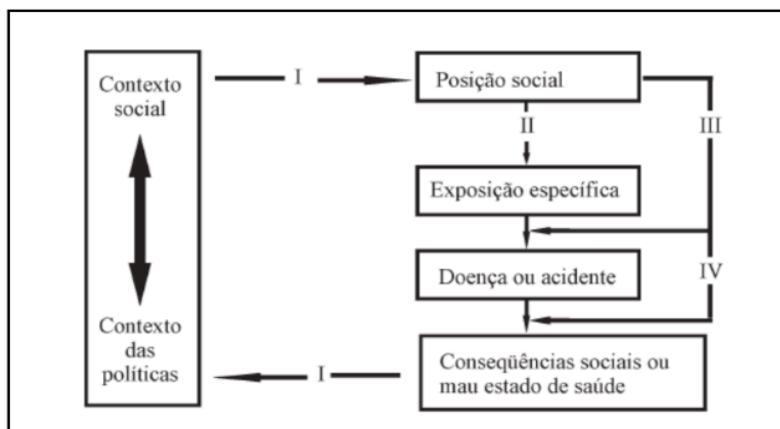 Contexto
social
Contexto
das
políticas
I
Posição social
II
III
Exposição específica
Doença ou acidente
IV
Conseqüências sociais ou
mau estado de saúde
I